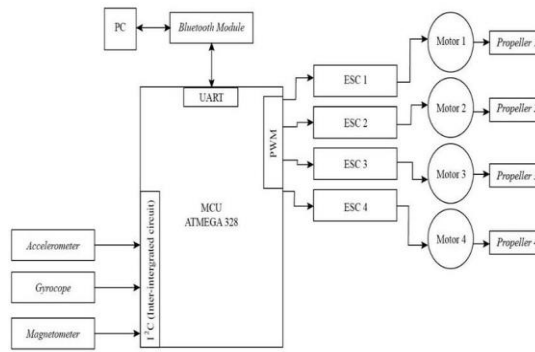 PC
Bluetooth Module
UART
PWM
MCU
ATMEGA 328
I²C (Inter-intergrated circuit)
Accelerometer
Gyrocope
Magnetometer
ESC 1
ESC 2
ESC 3
ESC 4
Motor 1
Motor 2
Motor 3
Motor 4
Propeller
Propeller
Propeller
Propeller 4